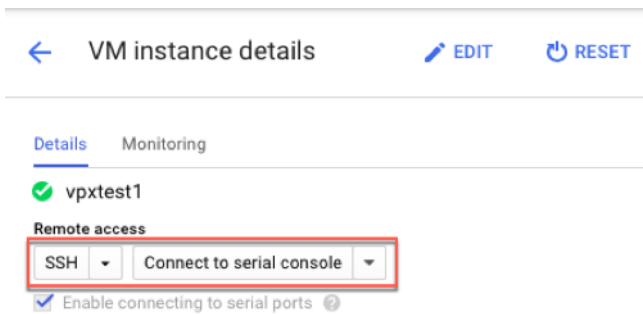 VM instance details EDIT RESET
Details Monitoring
vpxtest1
Remote access
SSH Connect to serial console
Enable connecting to serial ports ?